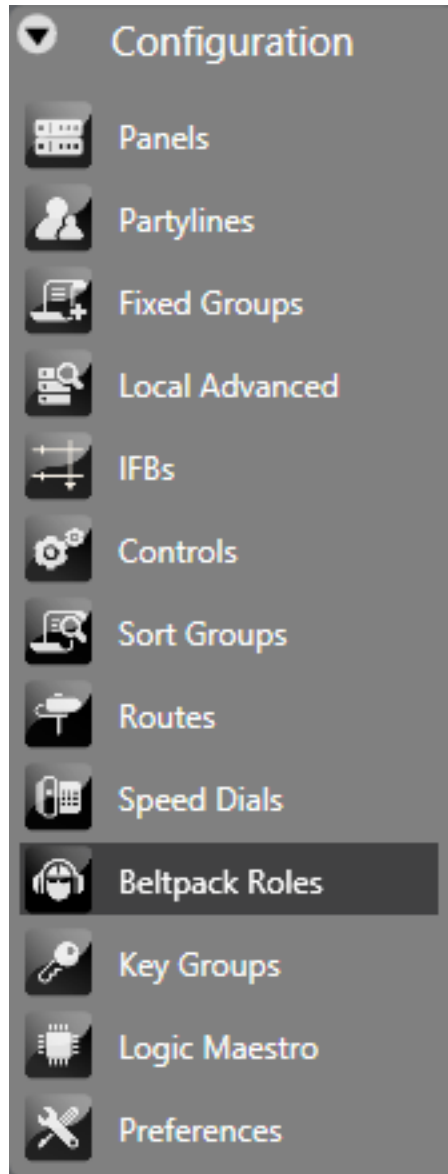 Configuration
Panels
Partylines
Fixed Groups
Local Advanced
IFBs
Controls
Sort Groups
Routes
Speed Dials
Beltpack Roles
Key Groups
Logic Maestro
Preferences